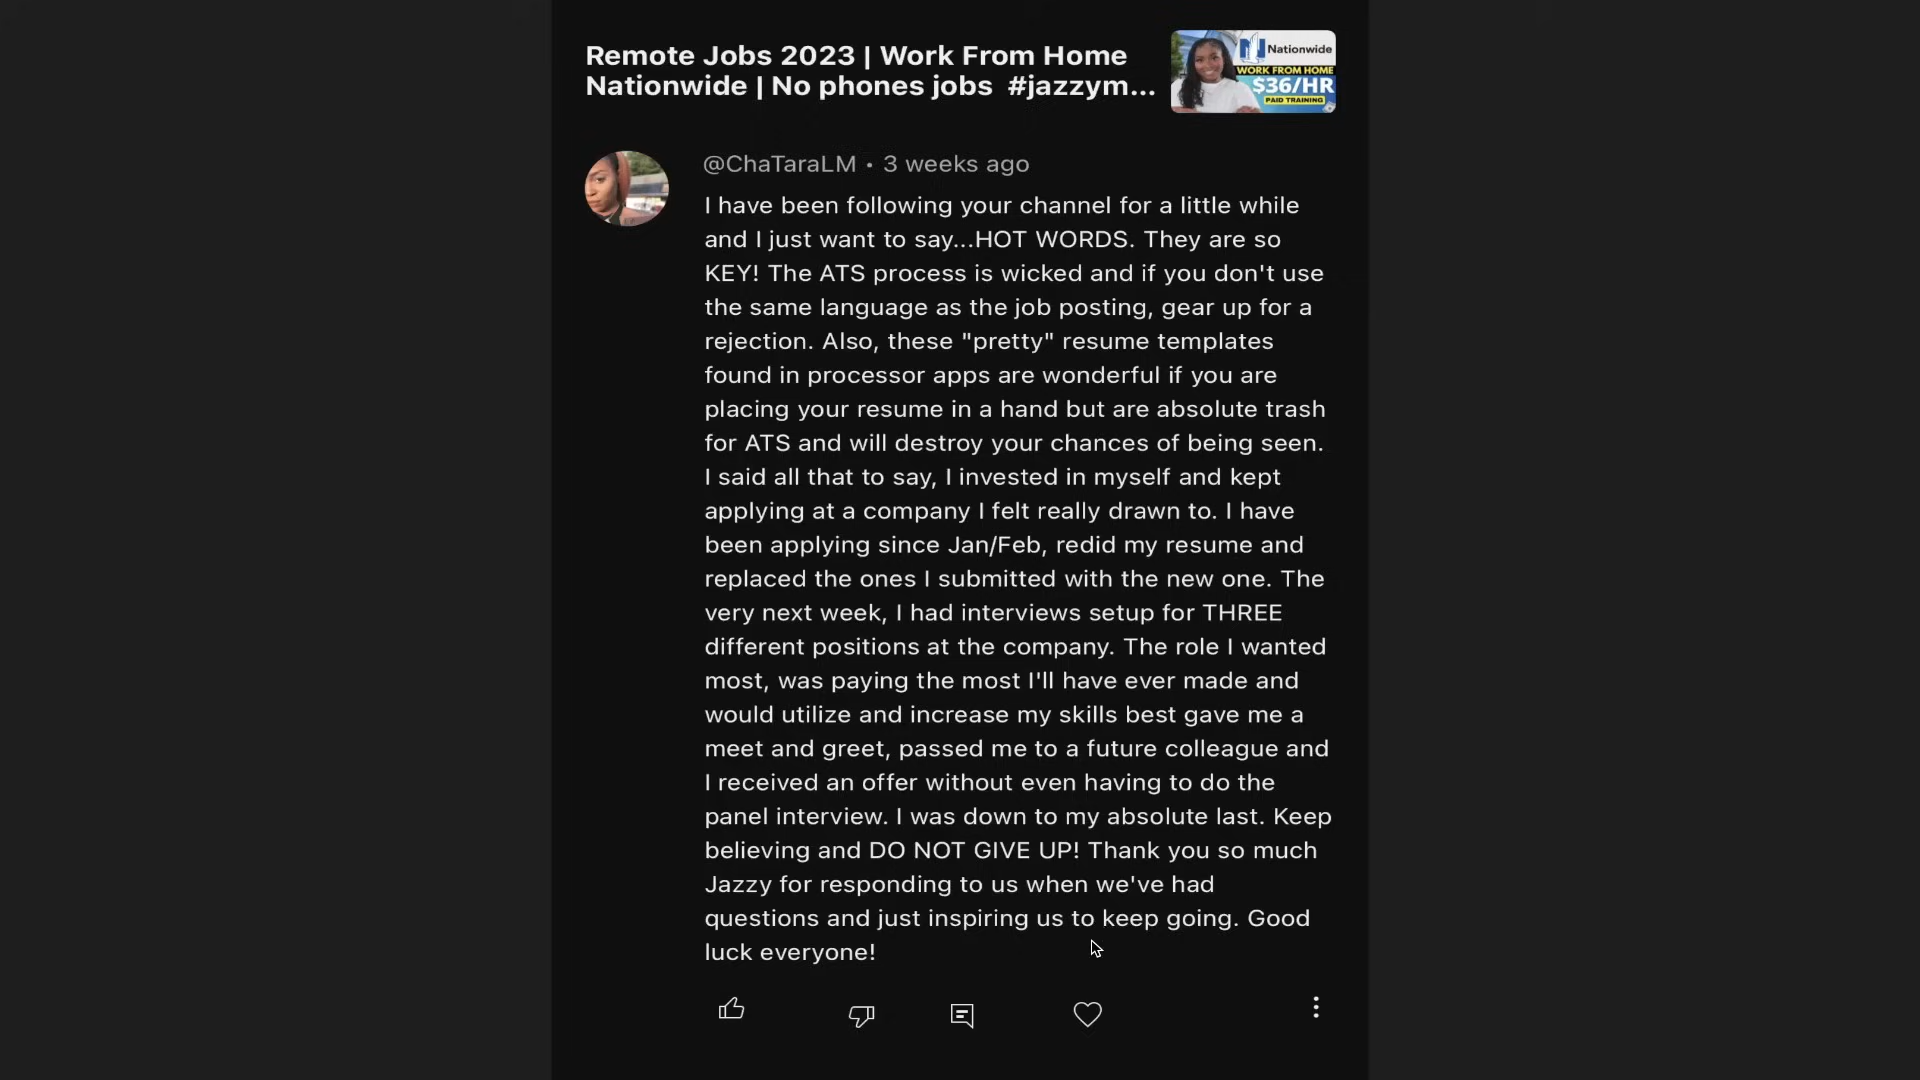 Remote Jobs 2023 | Work From Home
Nationwide | No phones jobs #jazzym...
Nationwide
WORK FROM HOME
$36/HR
PAID TRAINING
@ChaTaraLM • 3 weeks ago
I have been following your channel for a little while
and I just want to say...HOT WORDS. They are so
KEY! The ATS process is wicked and if you don't use
the same language as the job posting, gear up for a
rejection. Also, these "pretty" resume templates
found in processor apps are wonderful if you are
placing your resume in a hand but are absolute trash
for ATS and will destroy your chances of being seen.
I said all that to say, I invested in myself and kept
applying at a company I felt really drawn to. I have
been applying since Jan/Feb, redid my resume and
replaced the ones I submitted with the new one. The
very next week, I had interviews setup for THREE
different positions at the company. The role I wanted
most, was paying the most I'll have ever made and
would utilize and increase my skills best gave me a
meet and greet, passed me to a future colleague and
I received an offer without even having to do the
panel interview. I was down to my absolute last. Keep
believing and DO NOT GIVE UP! Thank you so much
Jazzy for responding to us when we've had
questions and just inspiring us to keep going. Good
luck everyone!